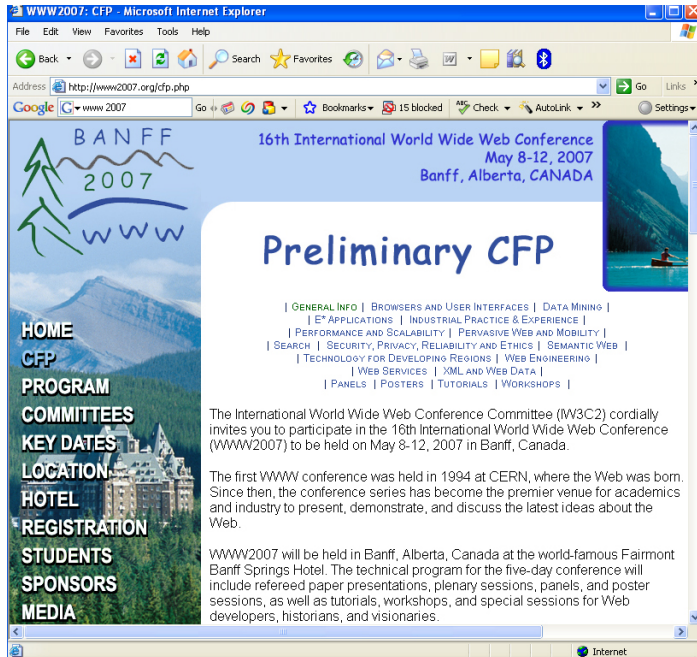 WWW2007: CFP - Microsoft Internet Explorer
File Edit View Favorites Tools Help
Back Search Favorites
Address http://www2007.org/cfp.php Go Links »
Google G www 2007 Go Bookmarks 15 blocked ABC Check AutoLink » Settings
BANFF
2007
WWW
16th International World Wide Web Conference
May 8-12, 2007
Banff, Alberta, CANADA
Preliminary CFP
| GENERAL INFO | BROWSERS AND USER INTERFACES | DATA MINING |
| E* APPLICATIONS | INDUSTRIAL PRACTICE & EXPERIENCE |
| PERFORMANCE AND SCALABILITY | PERVASIVE WEB AND MOBILITY |
| SEARCH | SECURITY, PRIVACY, RELIABILITY AND ETHICS | SEMANTIC WEB |
| TECHNOLOGY FOR DEVELOPING REGIONS | WEB ENGINEERING |
| WEB SERVICES | XML AND WEB DATA |
| PANELS | POSTERS | TUTORIALS | WORKSHOPS |
HOME
CFP
PROGRAM
COMMITTEES
KEY DATES
LOCATION
HOTEL
REGISTRATION
STUDENTS
SPONSORS
MEDIA
The International World Wide Web Conference Committee (IW3C2) cordially
invites you to participate in the 16th International World Wide Web Conference
(WWW2007) to be held on May 8-12, 2007 in Banff, Canada.
The first WWW conference was held in 1994 at CERN, where the Web was born.
Since then, the conference series has become the premier venue for academics
and industry to present, demonstrate, and discuss the latest ideas about the
Web.
WWW2007 will be held in Banff, Alberta, Canada at the world-famous Fairmont
Banff Springs Hotel. The technical program for the five-day conference will
include refereed paper presentations, plenary sessions, panels, and poster
sessions, as well as tutorials, workshops, and special sessions for Web
developers, historians, and visionaries.
Internet